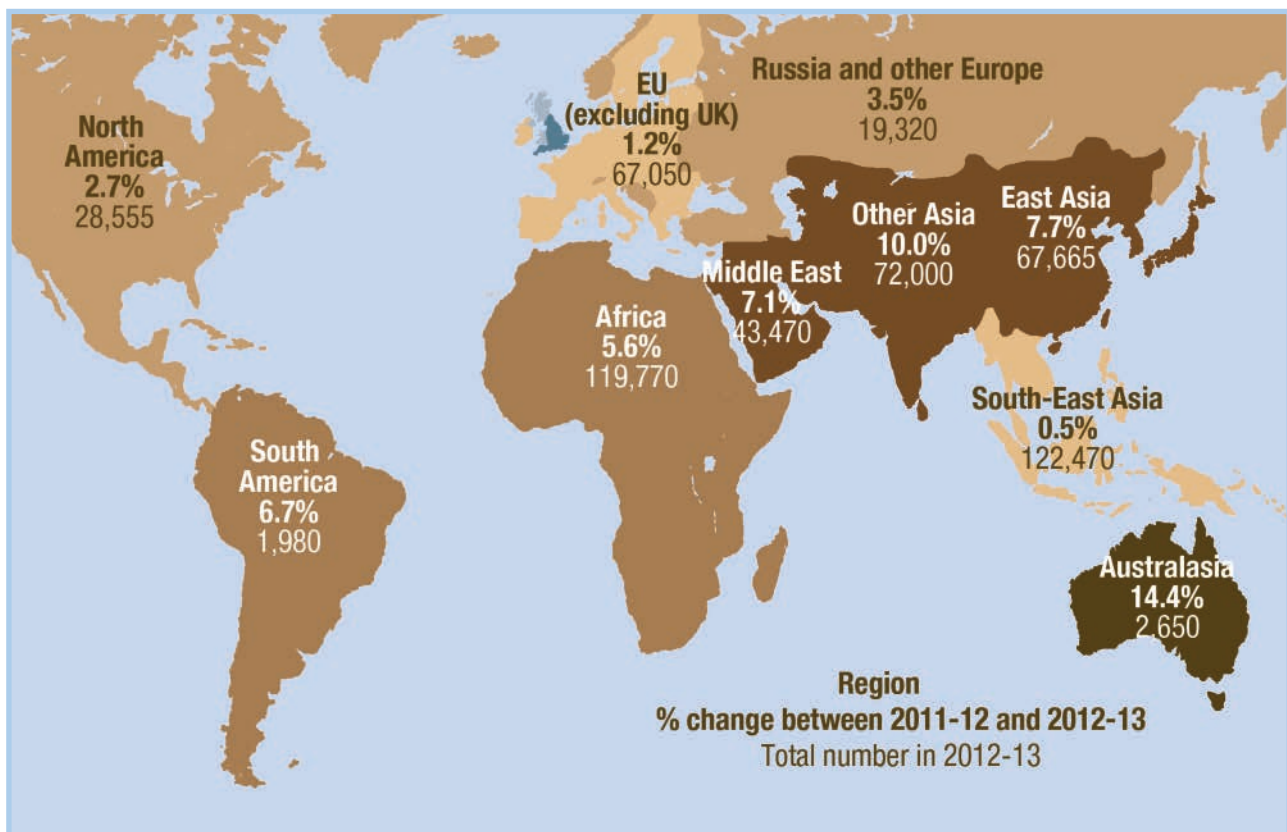 North
America
2.7%
28,555
EU
(excluding UK)
1.2%
67,050
Russia and other Europe
3.5%
19,320
Other Asia
10.0%
72,000
East Asia
7.7%
67,665
Middle East
7.1%
43,470
Africa
5.6%
119,770
South-East Asia
0.5%
122,470
South
America
6.7%
1,980
Australasia
14.4%
2,650
Region
% change between 2011-12 and 2012-13
Total number in 2012-13